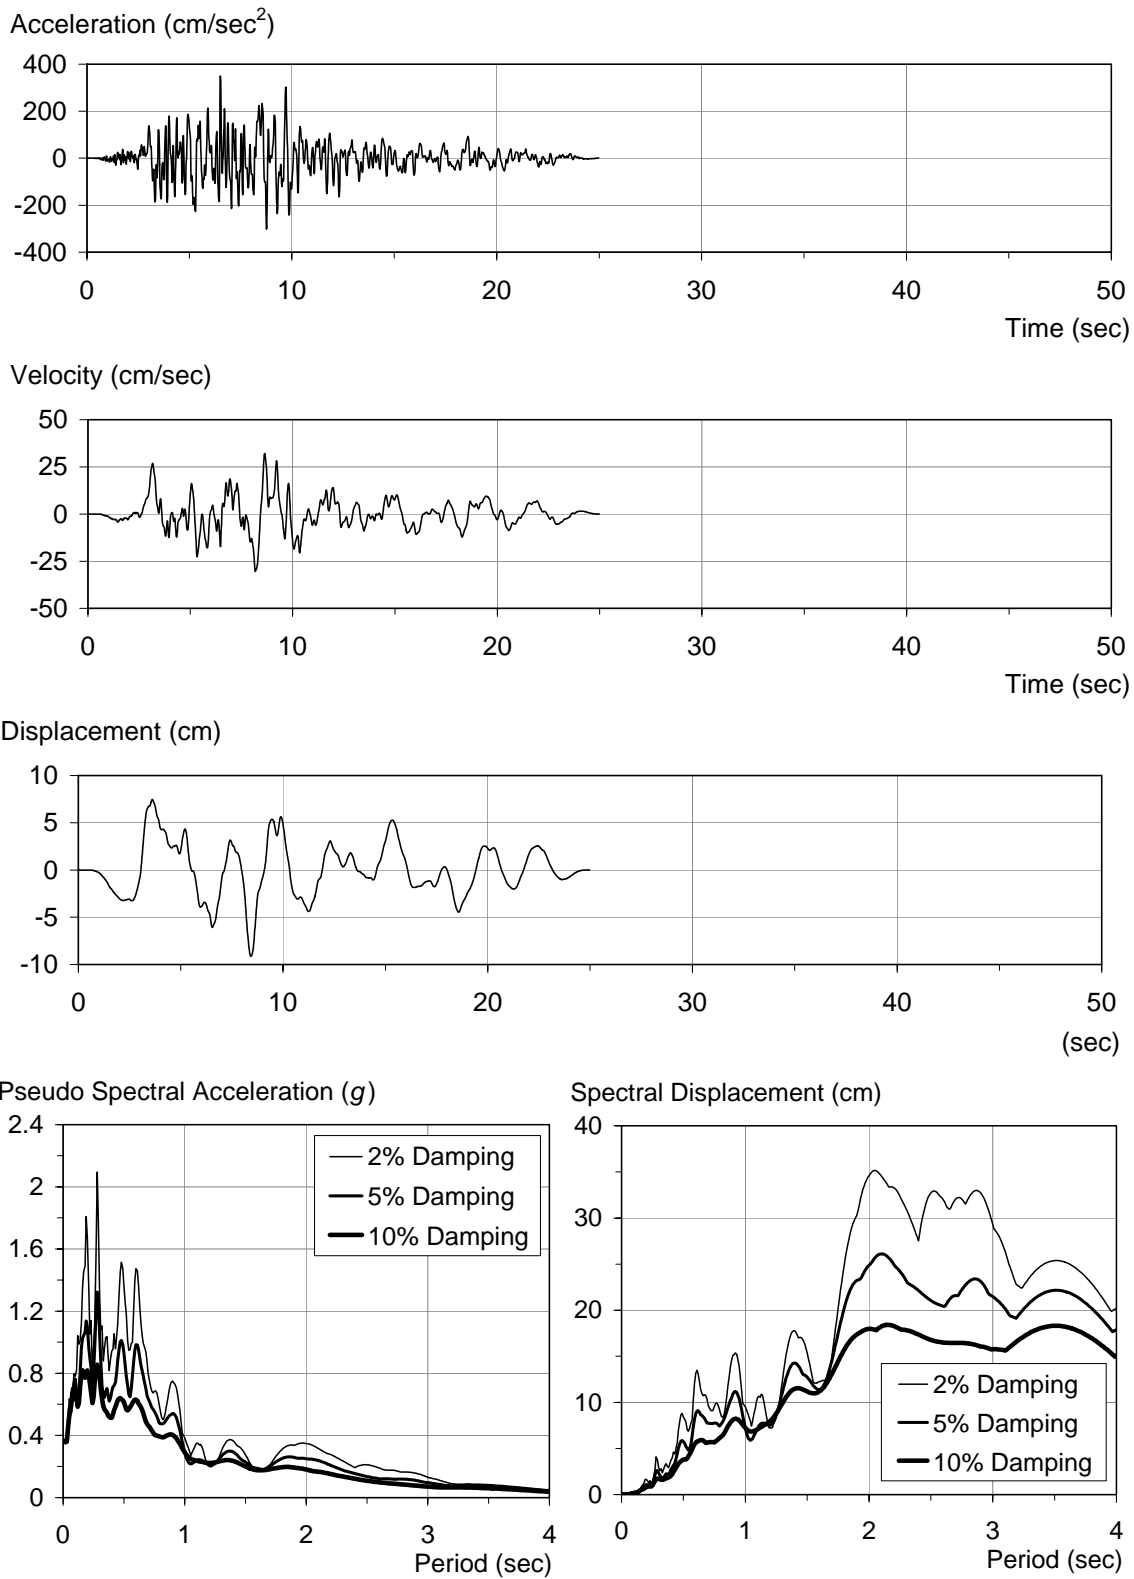 Acceleration (cm/sec²)
400
200
0
-200
-400
0 10 20 30 40 50
Time (sec)
Velocity (cm/sec)
50
25
0
-25
-50
0 10 20 30 40 50
Time (sec)
Displacement (cm)
10
5
0
-5
-10
0 10 20 30 40 50
(sec)
Pseudo Spectral Acceleration (g)
2.4
2
1.6
1.2
0.8
0.4
0
2% Damping
5% Damping
10% Damping
0 1 2 3 4
Period (sec)
Spectral Displacement (cm)
40
30
20
10
0
2% Damping
5% Damping
10% Damping
0 1 2 3 4
Period (sec)